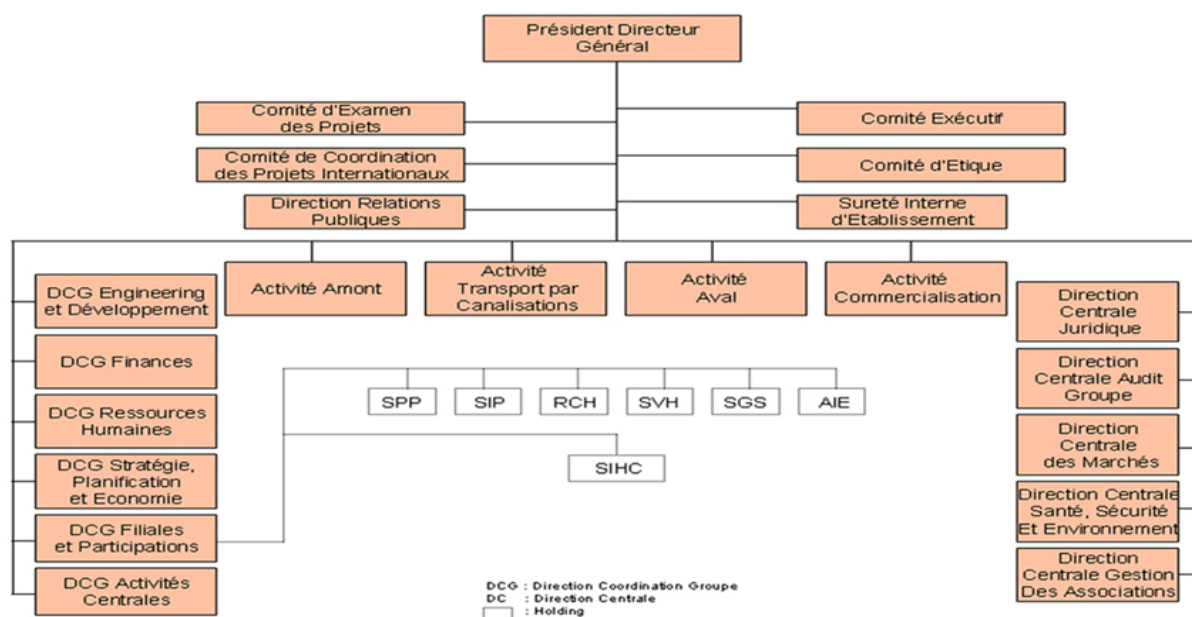 Président Directeur
Général
Comité d'Examen
des Projets
Comité Exécutif
Comité de Coordination
des Projets Internationaux
Comité d'Etique
Direction Relations
Publiques
Sureté Interne
d'Etablissement
Activité Amont
Activité
Transport par
Canalisations
Activité
Aval
Activité
Commercialisation
DCG Engineering
et Développement
DCG Finances
DCG Ressources
Humaines
DCG Stratégie,
Planification
et Economie
DCG Filiales
et Participations
DCG Activités
Centrales
SPP
SIP
RCH
SVH
SGS
AIE
SIHC
Direction
Centrale
Juridique
Direction
Centrale Audit
Groupe
Direction
Centrale
des Marchés
Direction Centrale
Santé, Sécurité
Et Environnement
Direction
Centrale Gestion
Des Associations
DCG : Direction Coordination Groupe
DC : Direction Centrale
: Holding